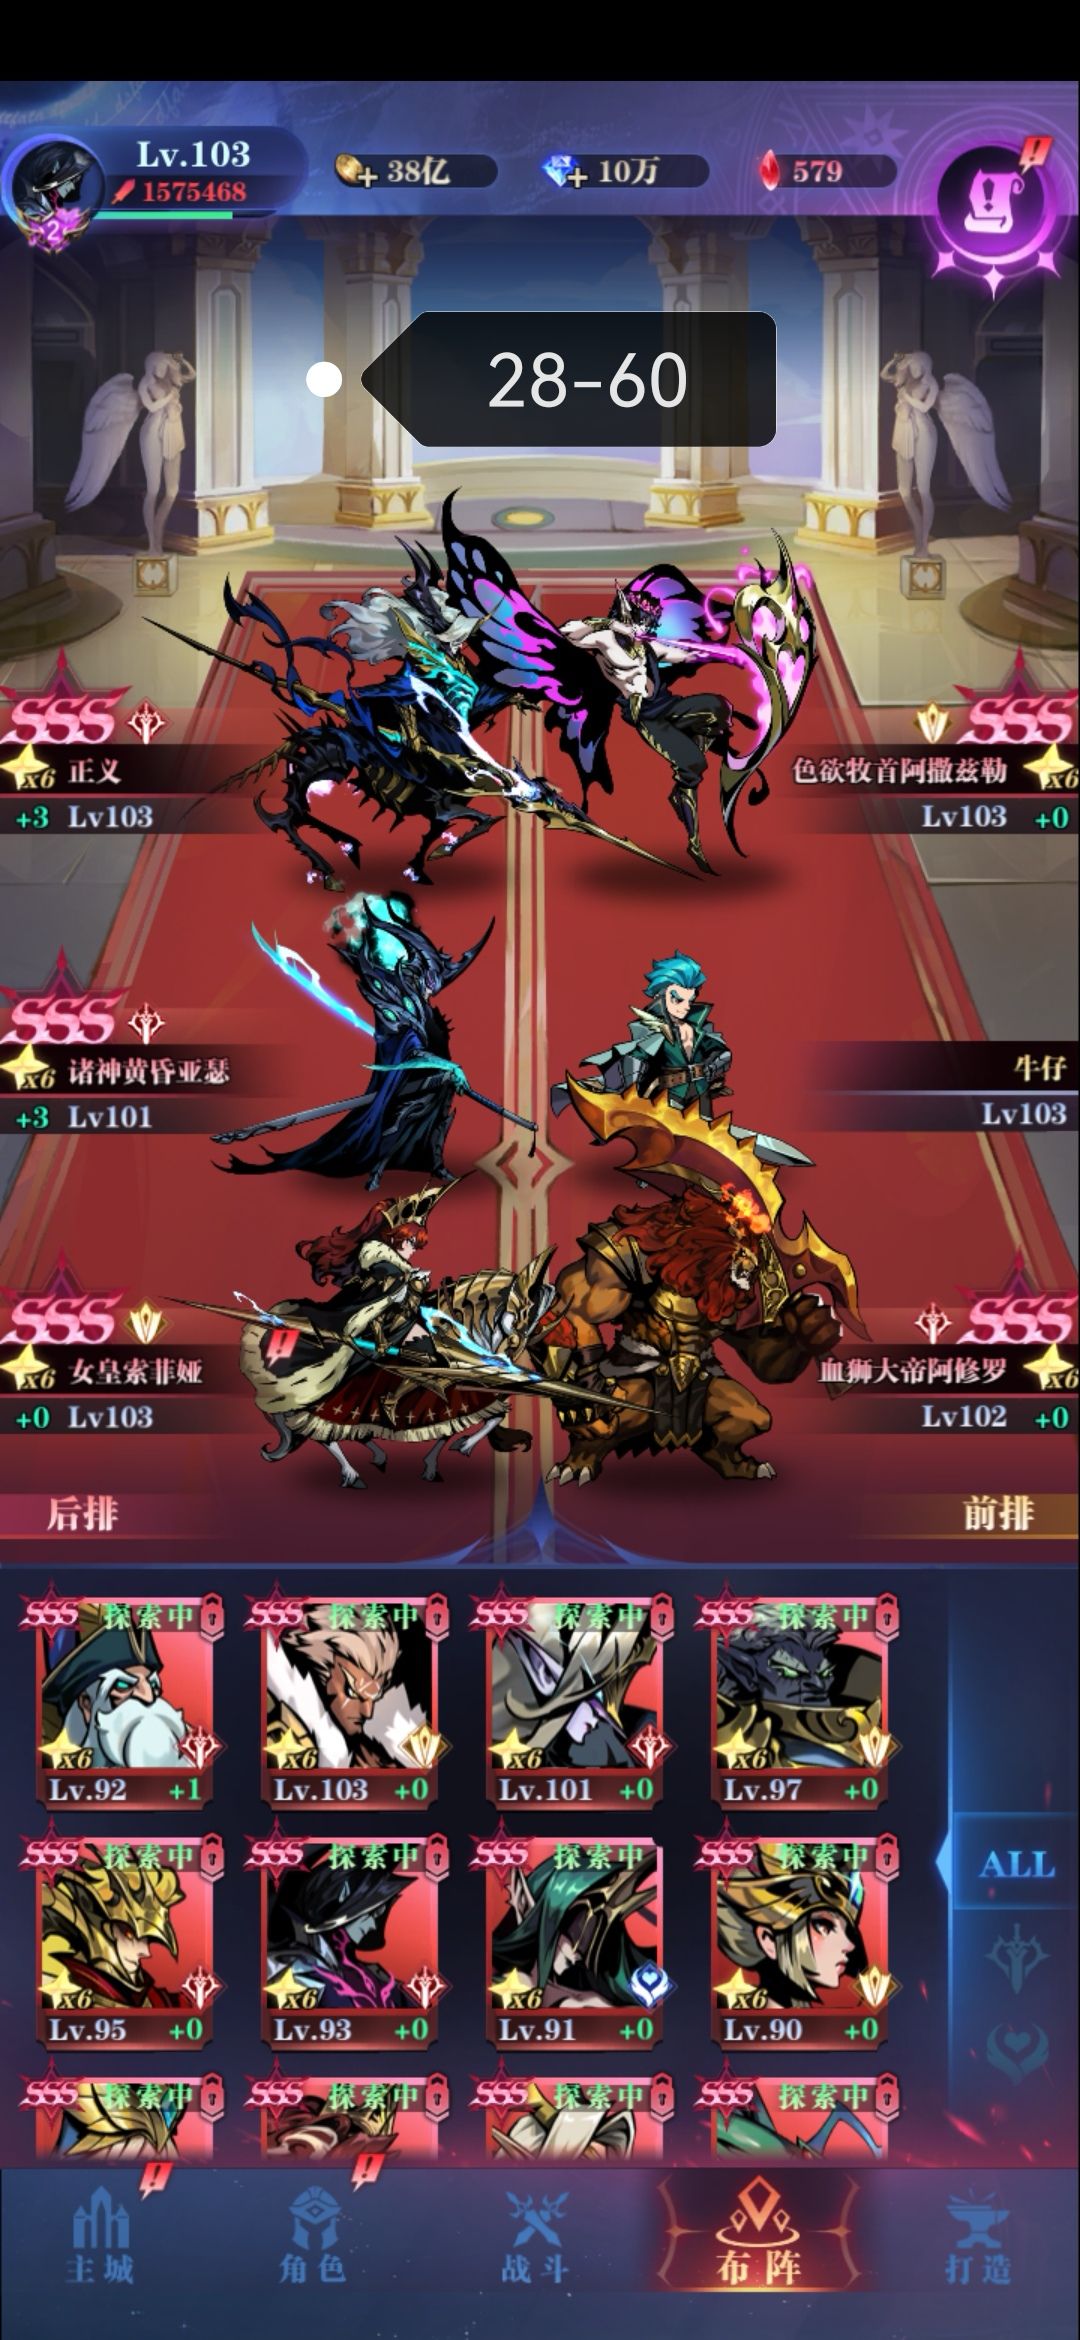 Lv.103
1575468
2
38亿
10万
579
28-60
SSS
x6 正义
+3 Lv103
SSS
色欲牧首阿撒兹勒 x6
Lv103 +0
SSS
x6 诸神黄昏亚瑟
+3 Lv101
牛仔
Lv103
SSS
x6 女皇索菲娅
+0 Lv103
SSS
血狮大帝阿修罗 x6
Lv102 +0
后排
前排
SSS 探索中 SSS 探索中 SSS 探索中 SSS 探索中
x6 x6 x6 x6
Lv.92 +1 Lv.103 +0 Lv.101 +0 Lv.97 +0
ALL
SSS 探索中 SSS 探索中 SSS 探索中 SSS 探索中
x6 x6 x6 x6
Lv.95 +0 Lv.93 +0 Lv.91 +0 Lv.90 +0
SSS 探索中 SSS 探索中 SSS 探索中 SSS 探索中
主城 角色 战斗 布阵 打造